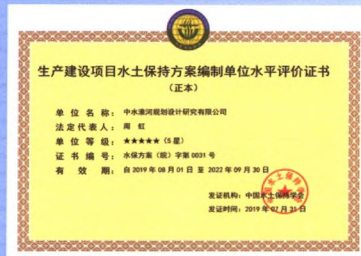 生产建设项目水土保持方案编制单位水平评价证书
（正本）
单位名称：中水淮河规划设计研究有限公司
法定代表人：周 虹
单位等级：★★★★★（5星）
证书编号：水保方案（皖）字第 0031 号
有效期：自 2019 年 08 月 01 日 至 2022 年 09 月 30 日
发证机构：中国水土保持学会
发证时间：2019 年 07 月 31 日